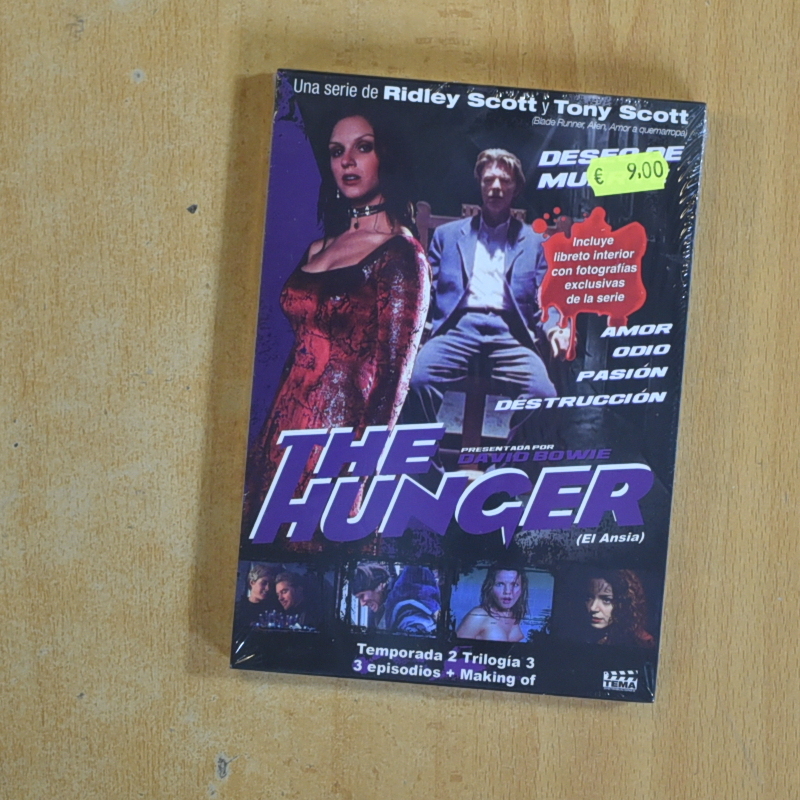 Una serie de Ridley Scott y Tony Scott
(Blade Runner, Alien, Amor a quemarropa)
DESEO DE
€ 9.00
Incluye
libreto interior
con fotografías
exclusivas
de la serie
AMOR
ODIO
PASIÓN
DESTRUCCIÓN
PRESENTADA POR
DAVID BOWIE
THE
HUNGER
(El Ansia)
Temporada 2 Trilogía 3
3 episodios + Making of
TEMA